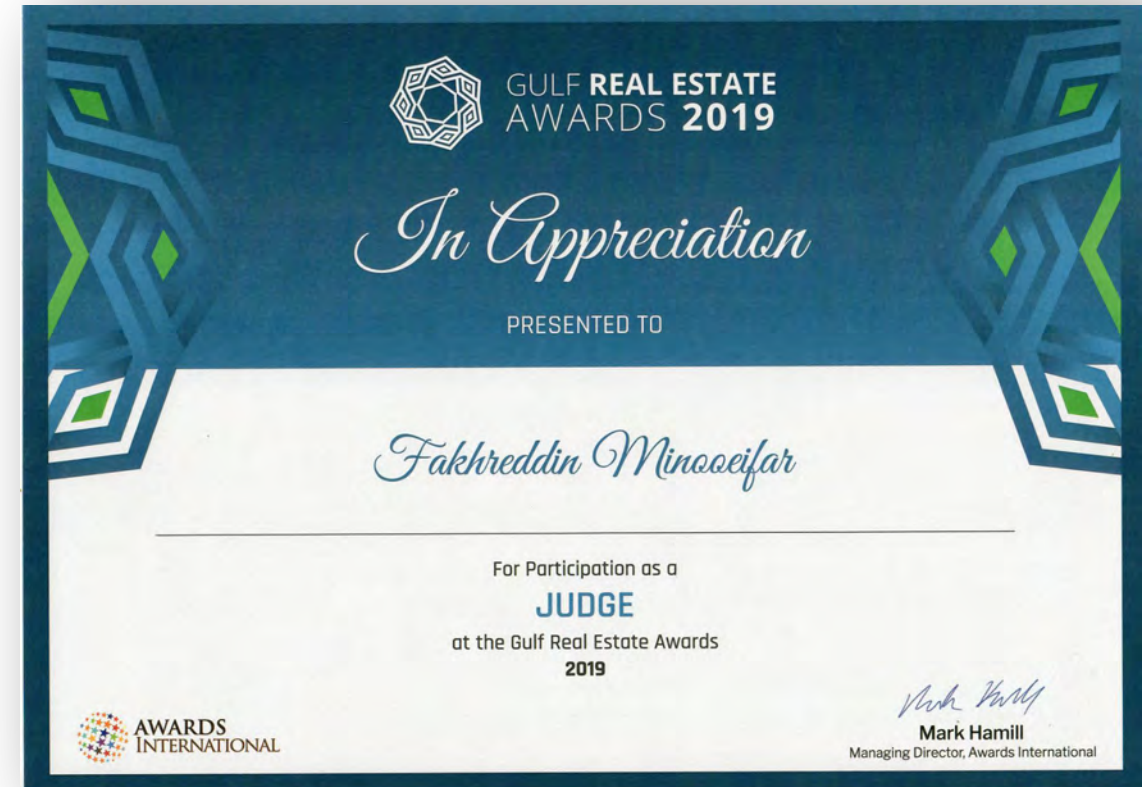 GULF REAL ESTATE
AWARDS 2019
In Appreciation
PRESENTED TO
Fakhreddin Minooeifar
For Participation as a
JUDGE
at the Gulf Real Estate Awards
2019
AWARDS
INTERNATIONAL
Mark Hamill
Managing Director, Awards International